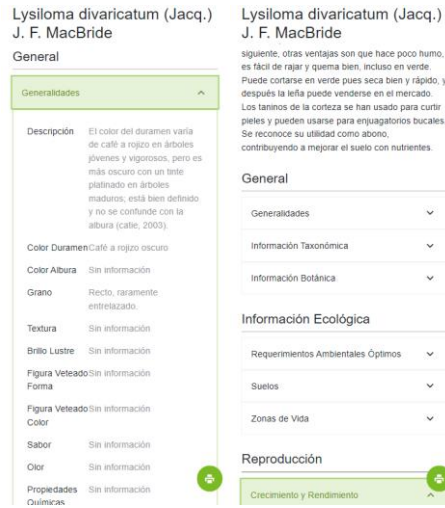 Lysiloma divaricatum (Jacq.)
J. F. MacBride
General
Generalidades
Descripción El color del duramen varía
de café a rojizo en árboles
jóvenes y vigorosos, pero es
más oscuro con un tinte
platinado en árboles
maduros; está bien definido
y no se confunde con la
albura (catie, 2003).
Color Duramen Café a rojizo oscuro
Color Albura Sin información
Grano Recto, raramente
entrelazado.
Textura Sin información
Brillo Lustre Sin información
Figura Veteado Sin información
Forma
Figura Veteado Sin información
Color
Sabor Sin información
Olor Sin información
Propiedades Sin información
Químicas
Lysiloma divaricatum (Jacq.)
J. F. MacBride
siguiente, otras ventajas son que hace poco humo,
es fácil de rajar y quema bien, incluso en verde.
Puede cortarse en verde pues seca bien y rápido, y
después la leña puede venderse en el mercado.
Los taninos de la corteza se han usado para curtir
pieles y pueden usarse para enjuagatorios bucales.
Se reconoce su utilidad como abono,
contribuyendo a mejorar el suelo con nutrientes.
General
Generalidades
Información Taxonómica
Información Botánica
Información Ecológica
Requerimientos Ambientales Óptimos
Suelos
Zonas de Vida
Reproducción
Crecimiento y Rendimiento